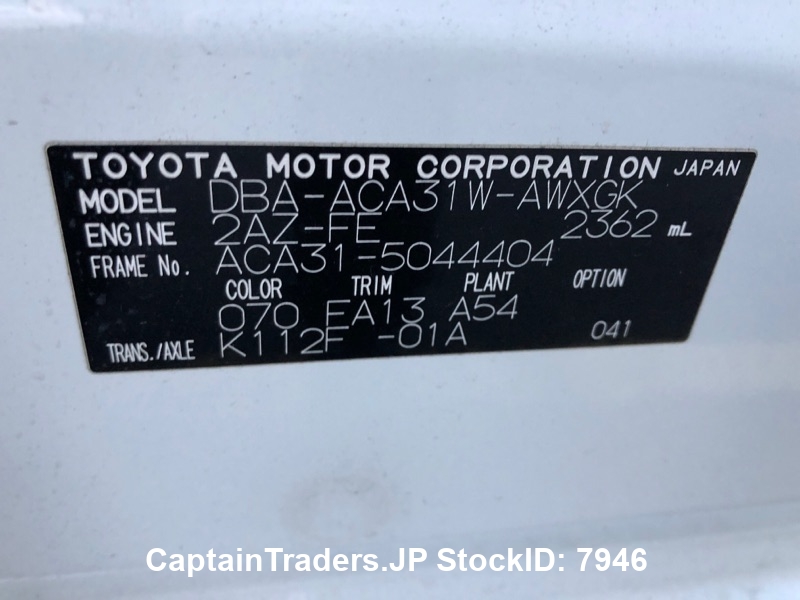 TOYOTA MOTOR CORPORATION JAPAN
MODEL DBA-ACA31W-AWXGK
ENGINE 2AZ-FE 2362 mL
FRAME No. ACA31-5044404
COLOR TRIM PLANT OPTION
070 FA13 A54
TRANS./AXLE K112F -01A 041
CaptainTraders.JP StockID: 7946